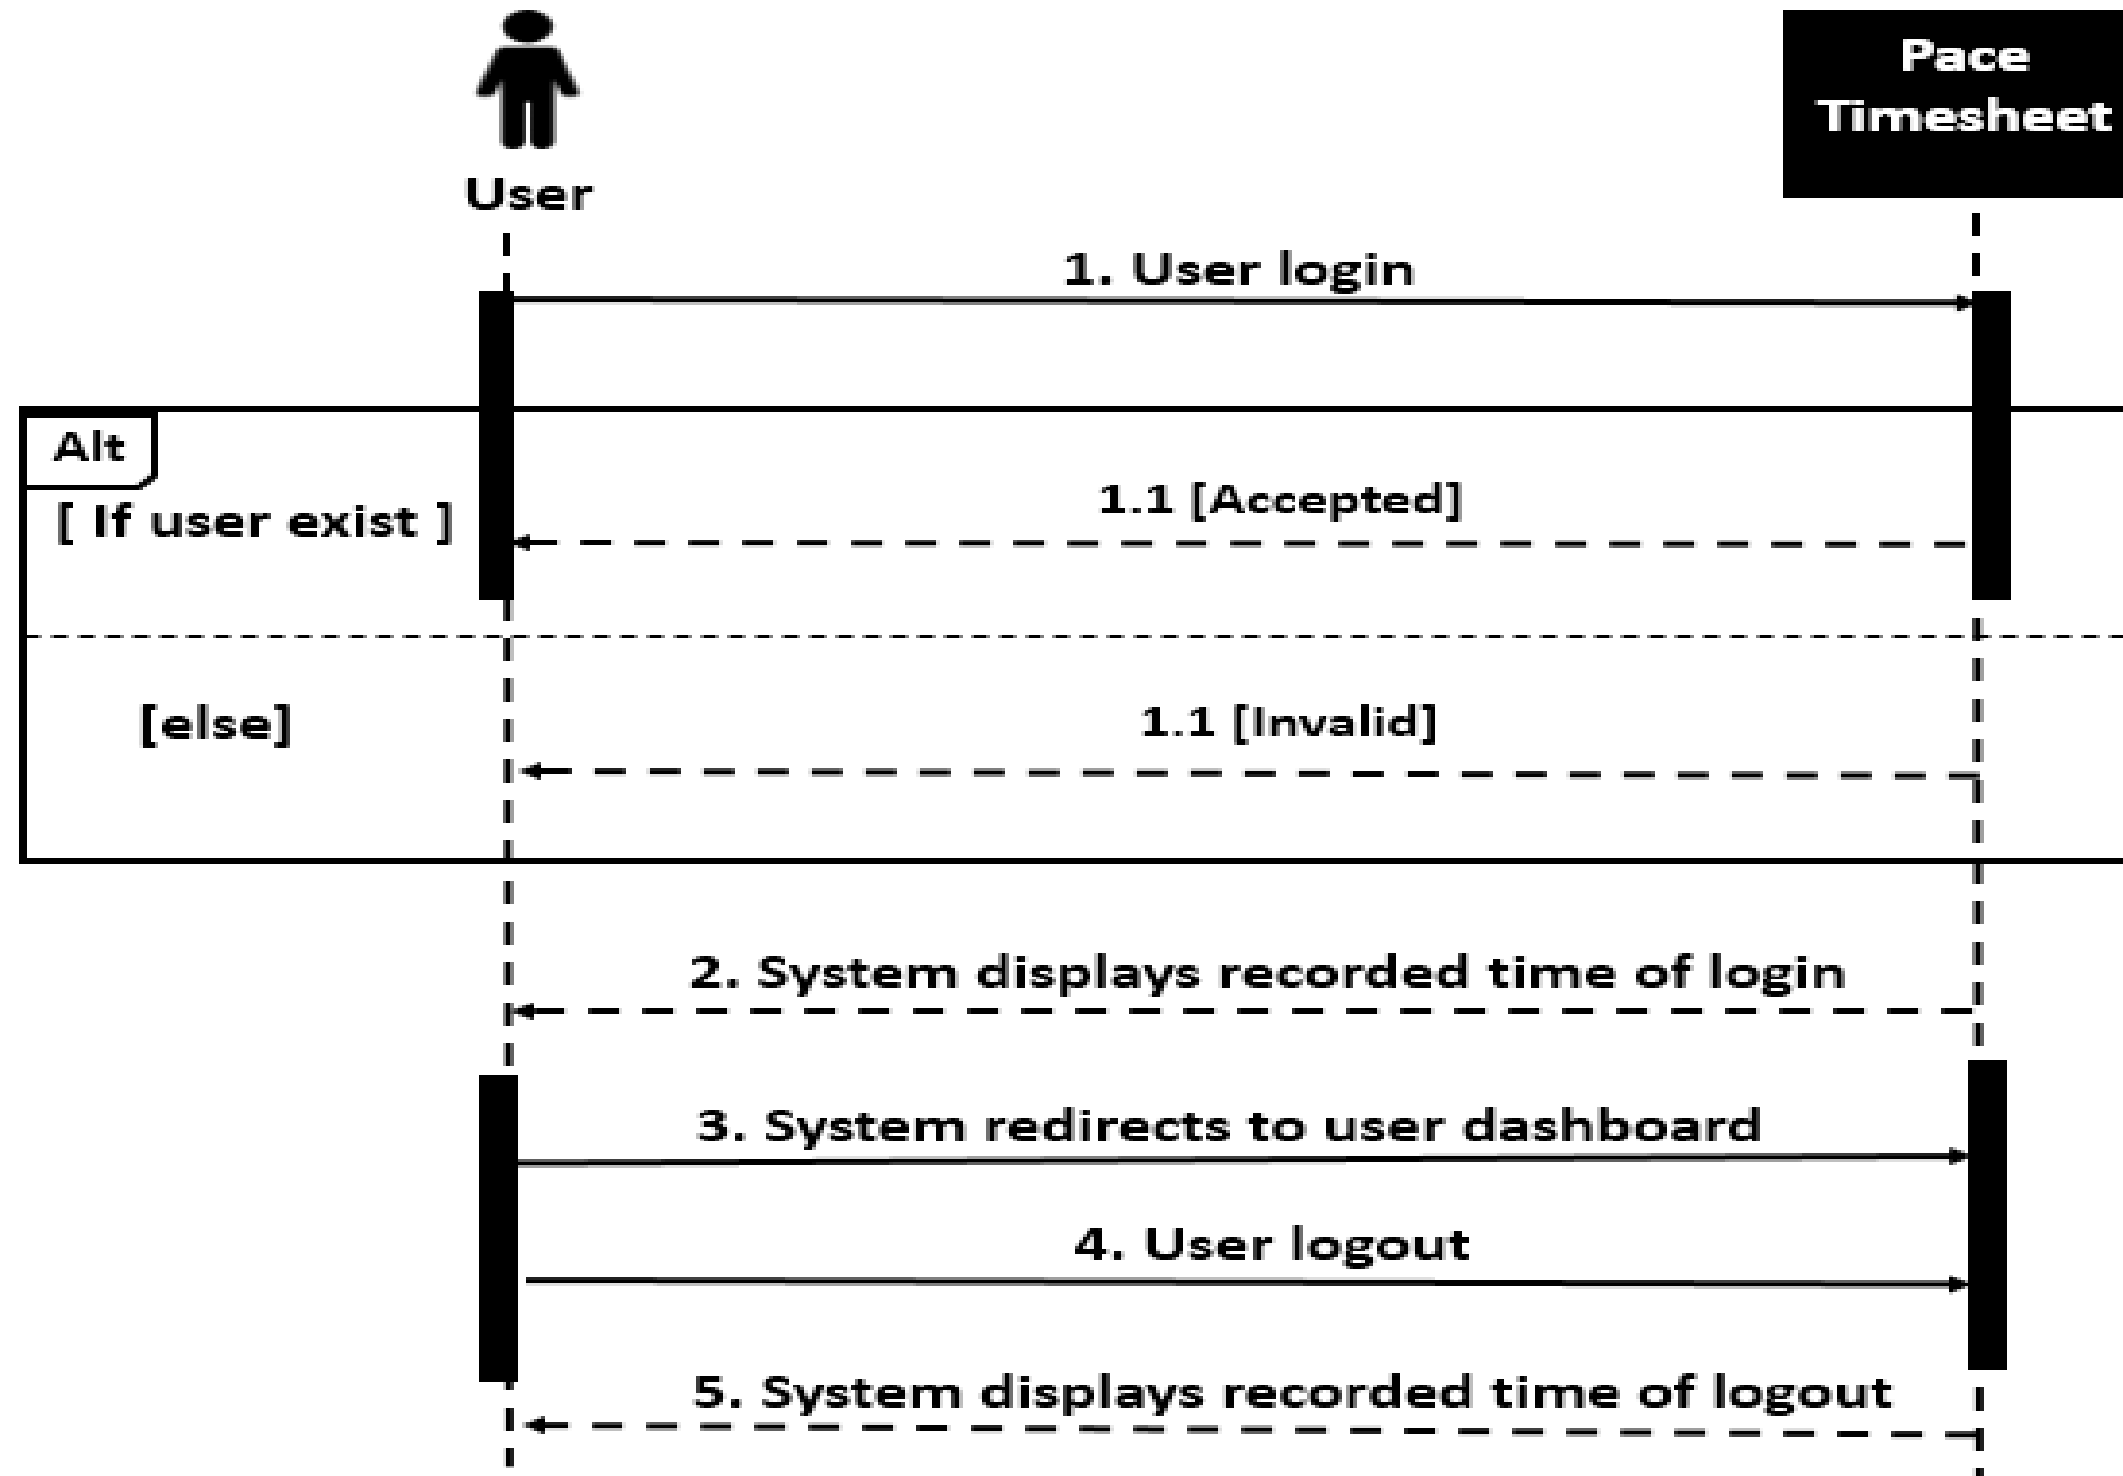 Pace
Timesheet
User
1. User login
Alt
[ If user exist ]
1.1 [Accepted]
[else]
1.1 [Invalid]
2. System displays recorded time of login
3. System redirects to user dashboard
4. User logout
5. System displays recorded time of logout